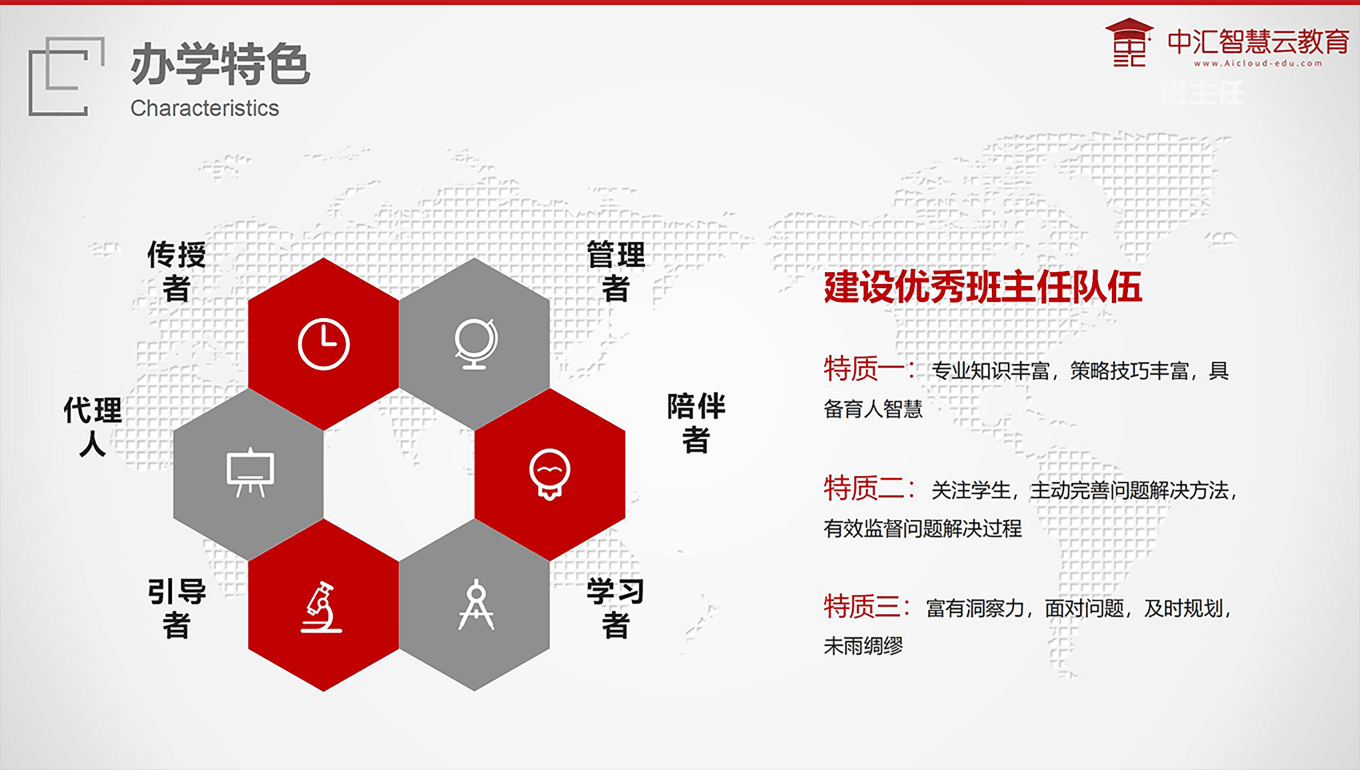 办学特色
Characteristics
中汇智慧云教育
www.Aicloud-edu.com
班主任
传授
者
管理
者
代理
人
陪伴
者
引导
者
学习
者
建设优秀班主任队伍
特质一：专业知识丰富，策略技巧丰富，具
备育人智慧
特质二：关注学生，主动完善问题解决方法，
有效监督问题解决过程
特质三：富有洞察力，面对问题，及时规划，
未雨绸缪